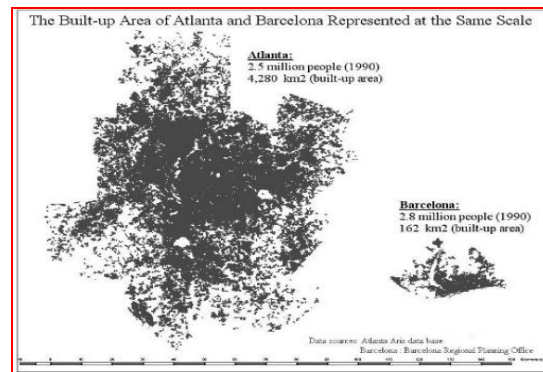 The Built-up Area of Atlanta and Barcelona Represented at the Same Scale
Atlanta:
2.5 million people (1990)
4,280 km2 (built-up area)
Barcelona:
2.8 million people (1990)
162 km2 (built-up area)
Data sources: Atlanta Aris data base
Barcelona : Barcelona Regional Planning Office